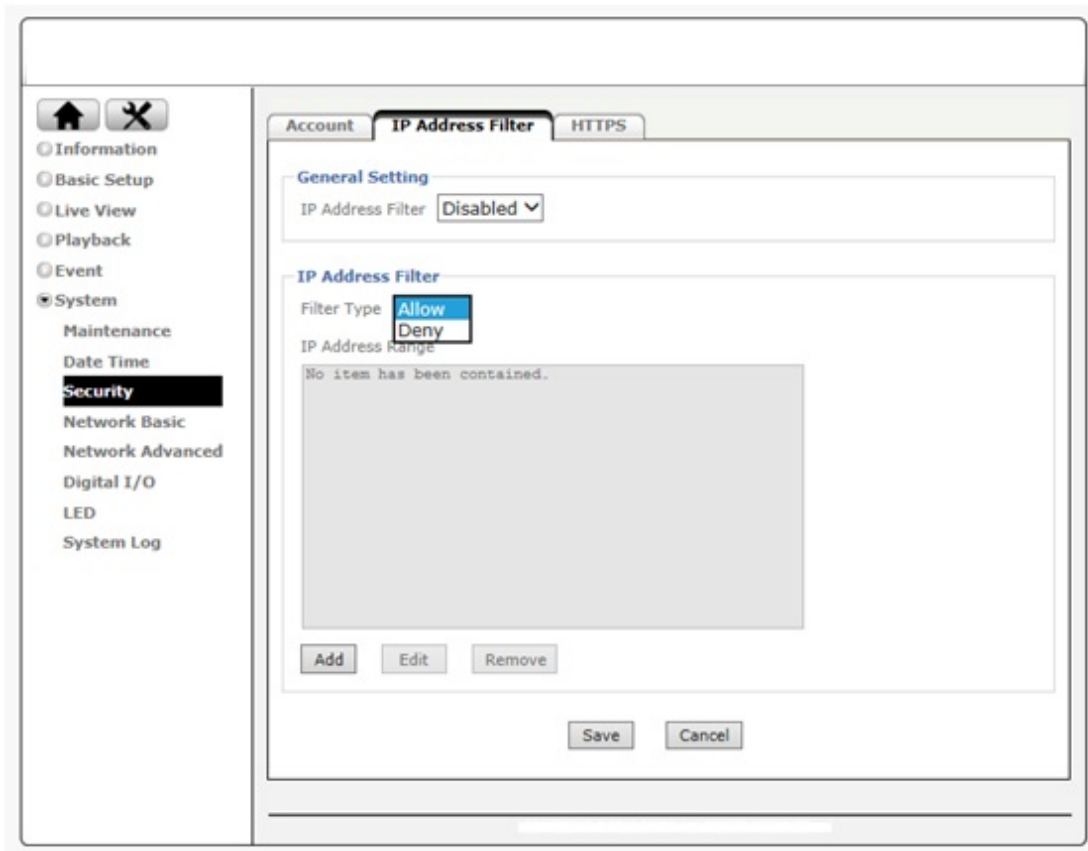 Information
Basic Setup
Live View
Playback
Event
System
Maintenance
Date Time
Security
Network Basic
Network Advanced
Digital I/O
LED
System Log
Account IP Address Filter HTTPS
General Setting
IP Address Filter Disabled
IP Address Filter
Filter Type Allow
Deny
IP Address Range
No item has been contained.
Add Edit Remove
Save Cancel